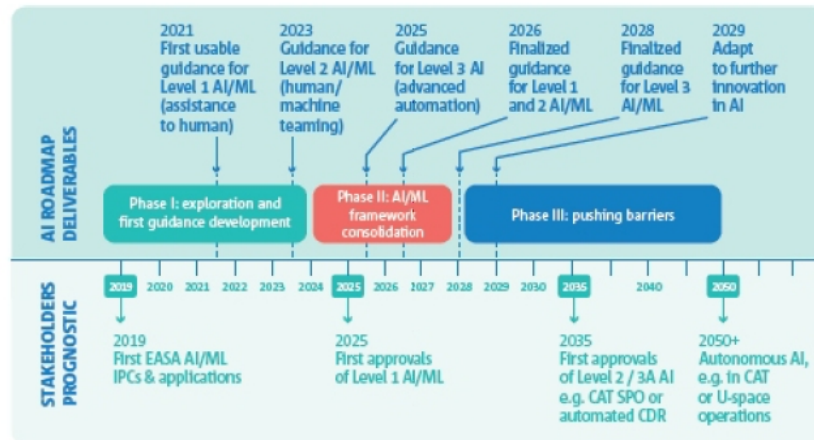 AI ROADMAP
DELIVERABLES
2021
First usable
guidance for
Level 1 AI/ML
(assistance
to human)
2023
Guidance for
Level 2 AI/ML
(human/
machine
teaming)
2025
Guidance
for Level 3 AI
(advanced
automation)
2026
Finalized
guidance
for Level 1
and 2 AI/ML
2028
Finalized
guidance
for Level 3
AI/ML
2029
Adapt
to further
innovation
in AI
Phase I: exploration and
first guidance development
Phase II: AI/ML
framework
consolidation
Phase III: pushing barriers
2019 2020 2021 2022 2023 2024 2025 2026 2027 2028 2029 2030 2035 2040 2050
STAKEHOLDERS
PROGNOSTIC
2019
First EASA AI/ML
IPCs & applications
2025
First approvals
of Level 1 AI/ML
2035
First approvals
of Level 2 / 3A AI
e.g. CAT SPO or
automated CDR
2050+
Autonomous AI,
e.g. in CAT
or U-space
operations